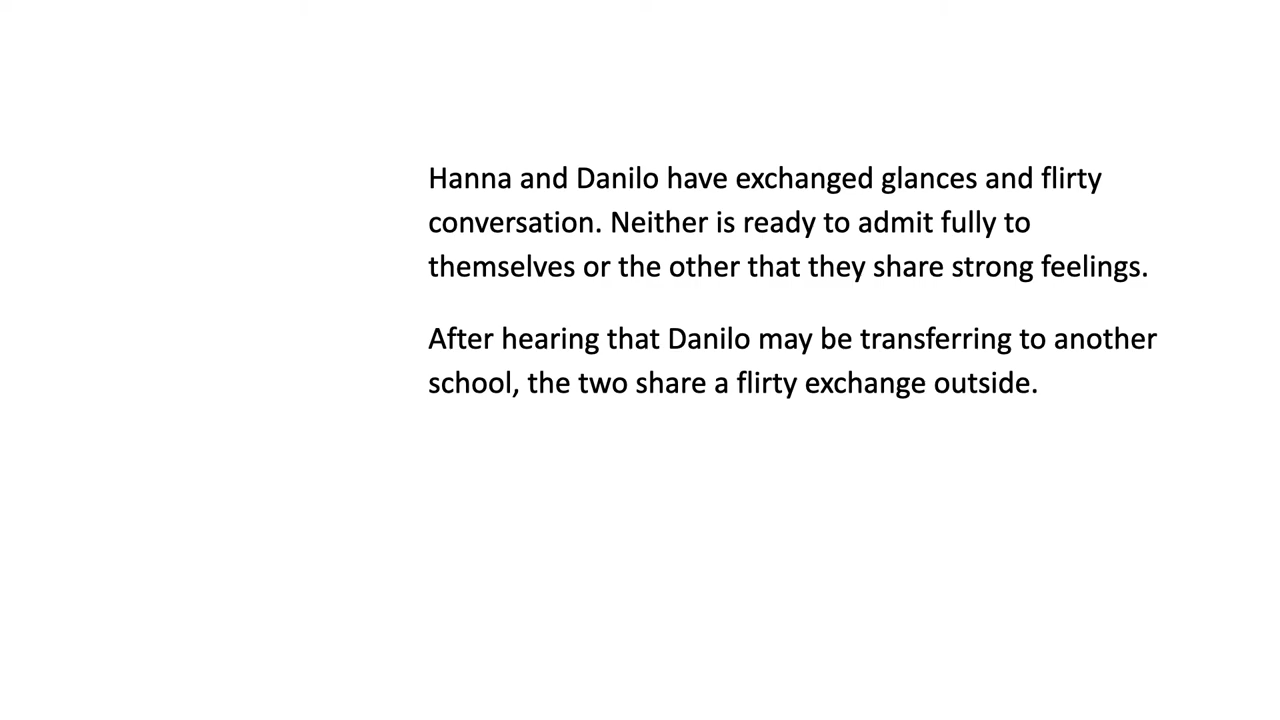 Hanna and Danilo have exchanged glances and flirty
conversation. Neither is ready to admit fully to
themselves or the other that they share strong feelings.
After hearing that Danilo may be transferring to another
school, the two share a flirty exchange outside.